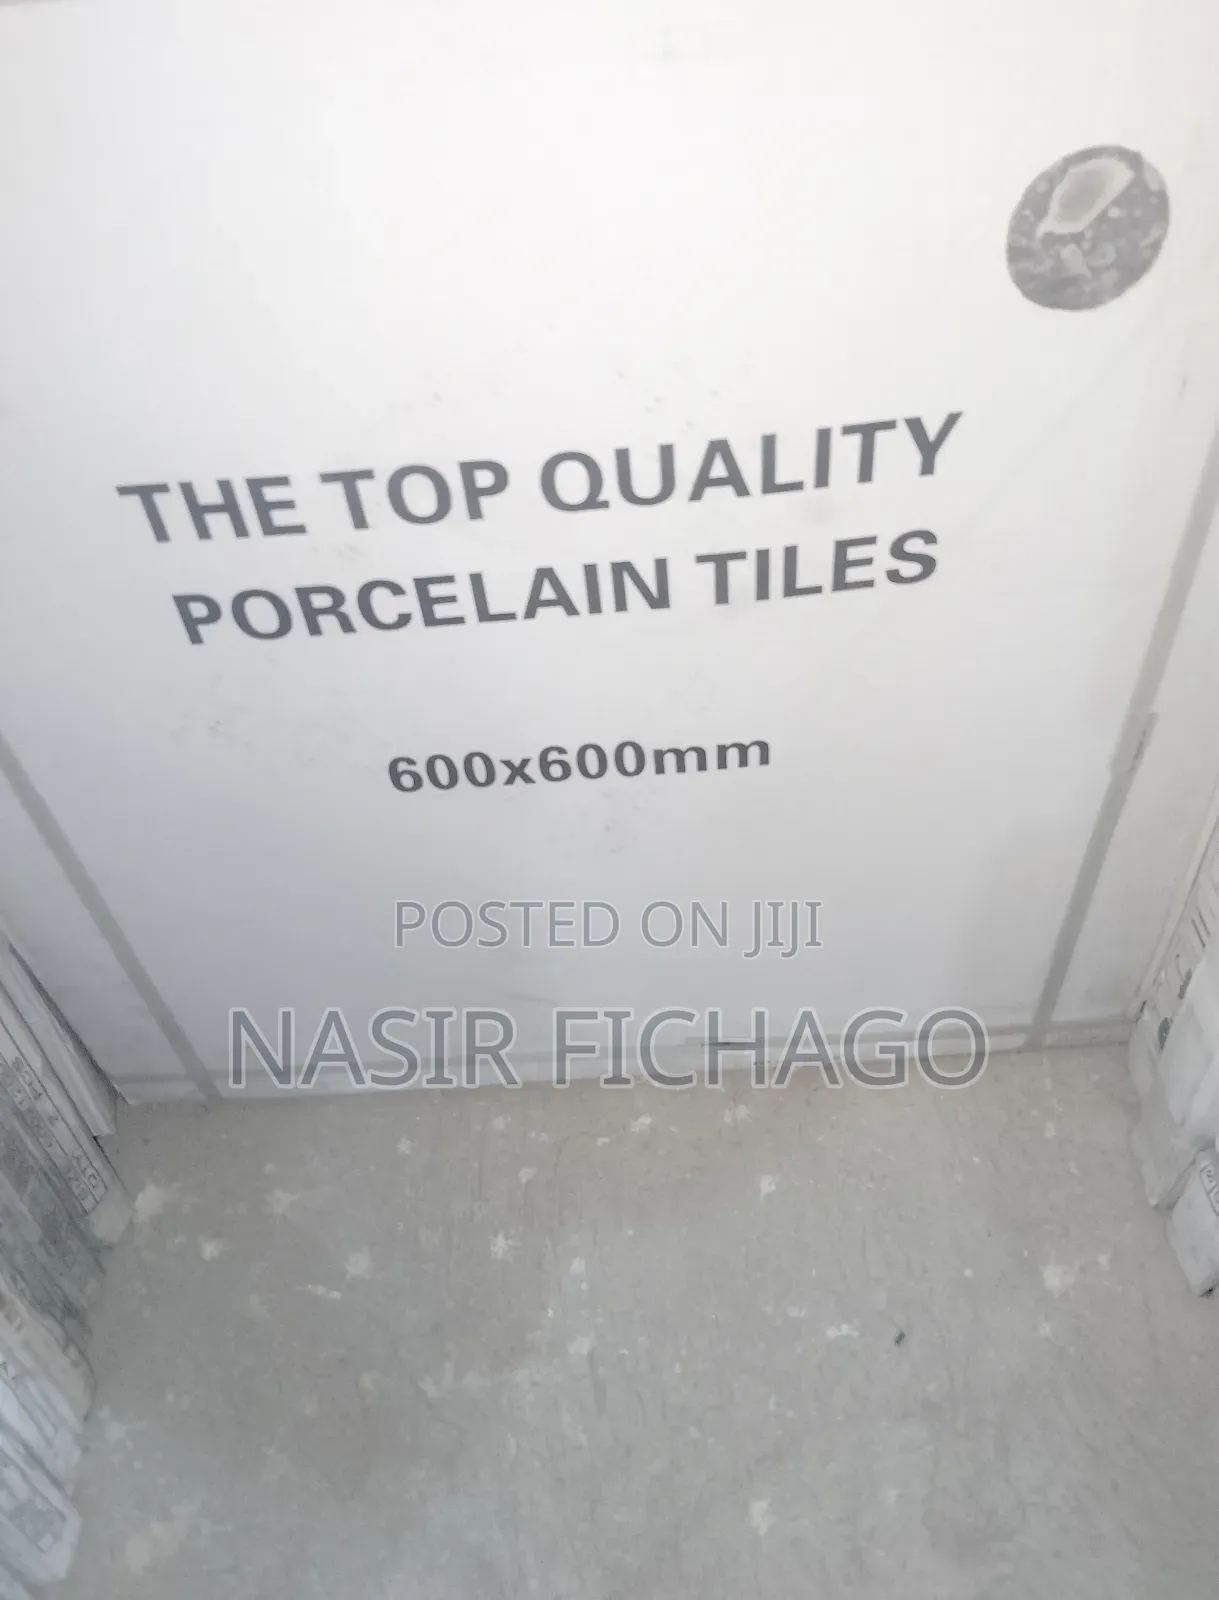 THE TOP QUALITY
PORCELAIN TILES
600x600mm
POSTED ON JIJI
NASIR FICHAGO